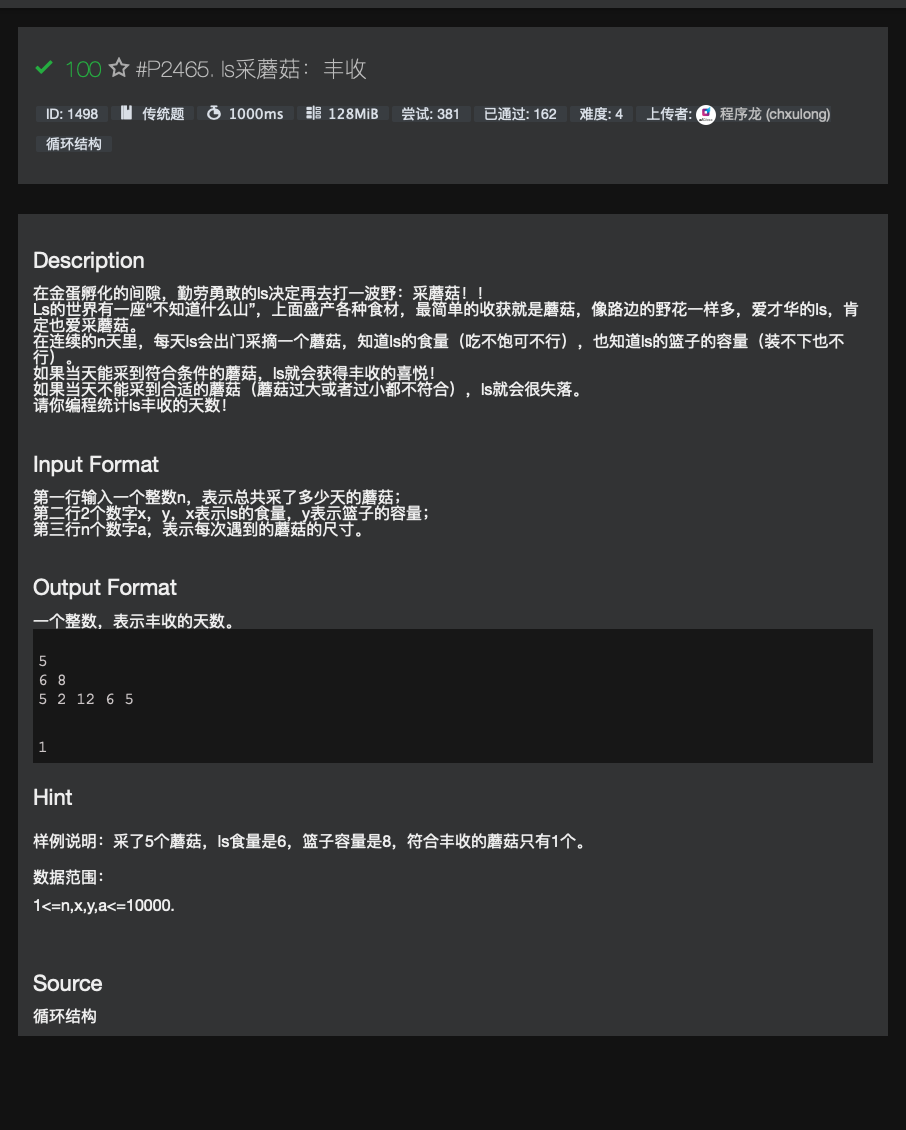 100 #P2465. ls采蘑菇：丰收
ID: 1498 传统题 1000ms 128MiB 尝试: 381 已通过: 162 难度: 4 上传者: 程序龙 (chxulong)
循环结构
Description
在金蛋孵化的间隙，勤劳勇敢的ls决定再去打一波野：采蘑菇！！
Ls的世界有一座“不知道什么山”，上面盛产各种食材，最简单的收获就是蘑菇，像路边的野花一样多，爱才华的ls，肯
定也爱采蘑菇。
在连续的n天里，每天ls会出门采摘一个蘑菇，知道ls的食量（吃不饱可不行），也知道ls的篮子的容量（装不下也不
行）。
如果当天能采到符合条件的蘑菇，ls就会获得丰收的喜悦！
如果当天不能采到合适的蘑菇（蘑菇过大或者过小都不符合），ls就会很失落。
请你编程统计ls丰收的天数！
Input Format
第一行输入一个整数n，表示总共采了多少天的蘑菇；
第二行2个数字x，y，x表示ls的食量，y表示篮子的容量；
第三行n个数字a，表示每次遇到的蘑菇的尺寸。
Output Format
一个整数，表示丰收的天数。
5
6 8
5 2 12 6 5
1
Hint
样例说明：采了5个蘑菇，ls食量是6，篮子容量是8，符合丰收的蘑菇只有1个。
数据范围：
1<=n,x,y,a<=10000.
Source
循环结构